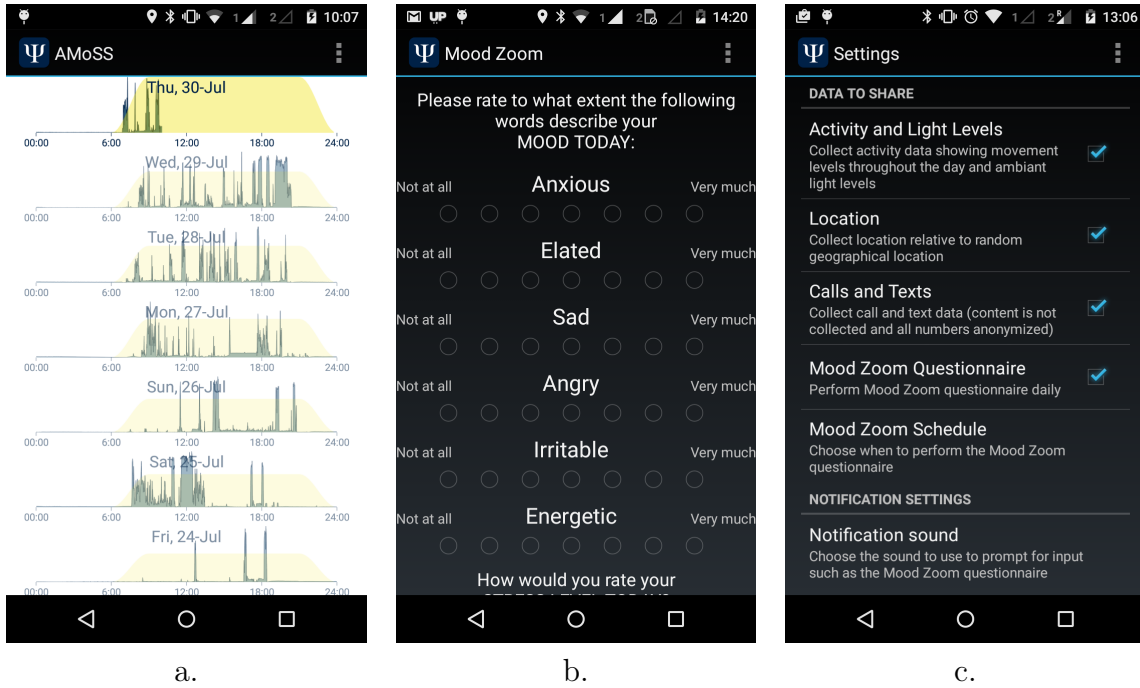 10:07
AMoSS
Thu, 30-Jul
00:00 6:00 12:00 18:00 24:00
Wed, 29-Jul
00:00 6:00 12:00 18:00 24:00
Tue, 28-Jul
00:00 6:00 12:00 18:00 24:00
Mon, 27-Jul
00:00 6:00 12:00 18:00 24:00
Sun, 26-Jul
00:00 6:00 12:00 18:00 24:00
Sat, 25-Jul
00:00 6:00 12:00 18:00 24:00
Fri, 24-Jul
a.
UP 1 2 14:20
Mood Zoom
Please rate to what extent the following
words describe your
MOOD TODAY:
Not at all Anxious Very much
Not at all Elated Very much
Not at all Sad Very much
Not at all Angry Very much
Not at all Irritable Very much
Not at all Energetic Very much
How would you rate your
STRESS LEVEL TODAY?
b.
1 2 R 13:06
Settings
DATA TO SHARE
Activity and Light Levels
Collect activity data showing movement
levels throughout the day and ambiant
light levels
Location
Collect location relative to random
geographical location
Calls and Texts
Collect call and text data (content is not
collected and all numbers anonymized)
Mood Zoom Questionnaire
Perform Mood Zoom questionnaire daily
Mood Zoom Schedule
Choose when to perform the Mood Zoom
questionnaire
NOTIFICATION SETTINGS
Notification sound
Choose the sound to use to prompt for input
such as the Mood Zoom questionnaire
c.